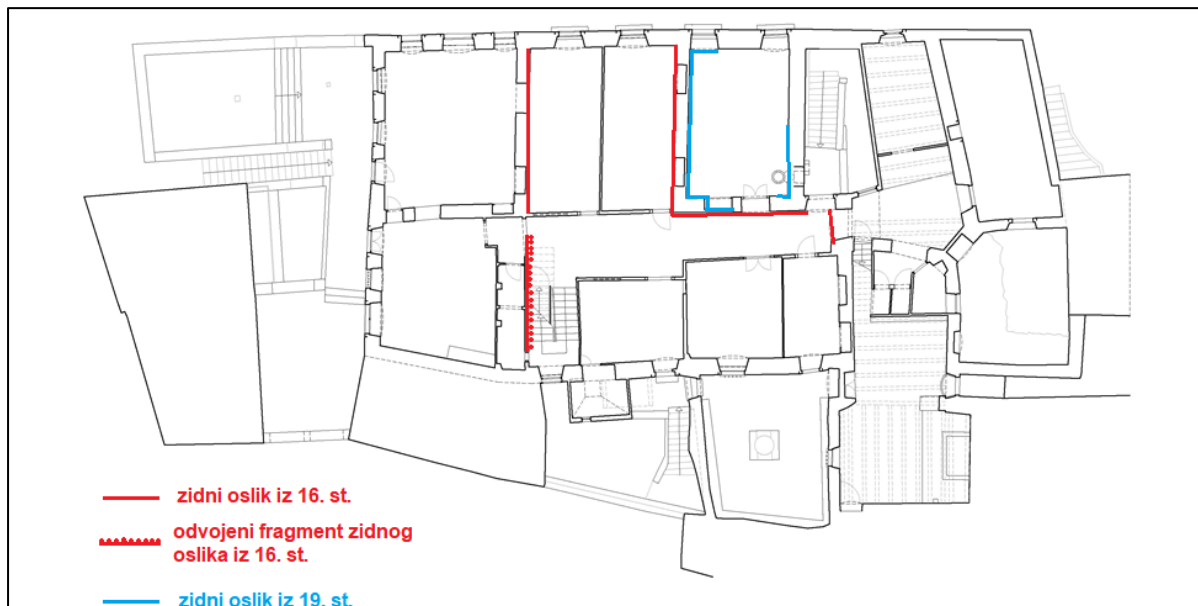 zidni oslik iz 16. st.
odvojeni fragment zidnog
oslika iz 16. st.
zidni oslik iz 19. st.